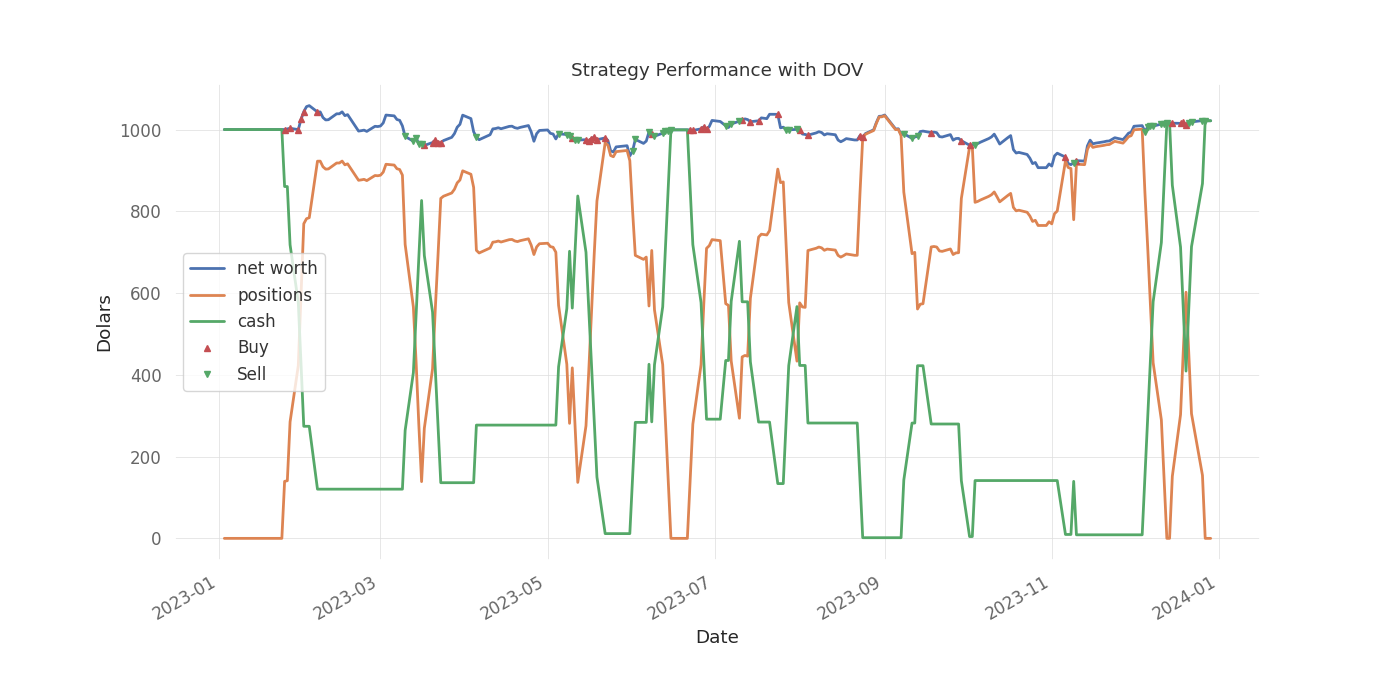 Strategy Performance with DOV
1000
800
600
400
200
0
Dolars
net worth
positions
cash
Buy
Sell
2023-01
2023-03
2023-05
2023-07
2023-09
2023-11
2024-01
Date